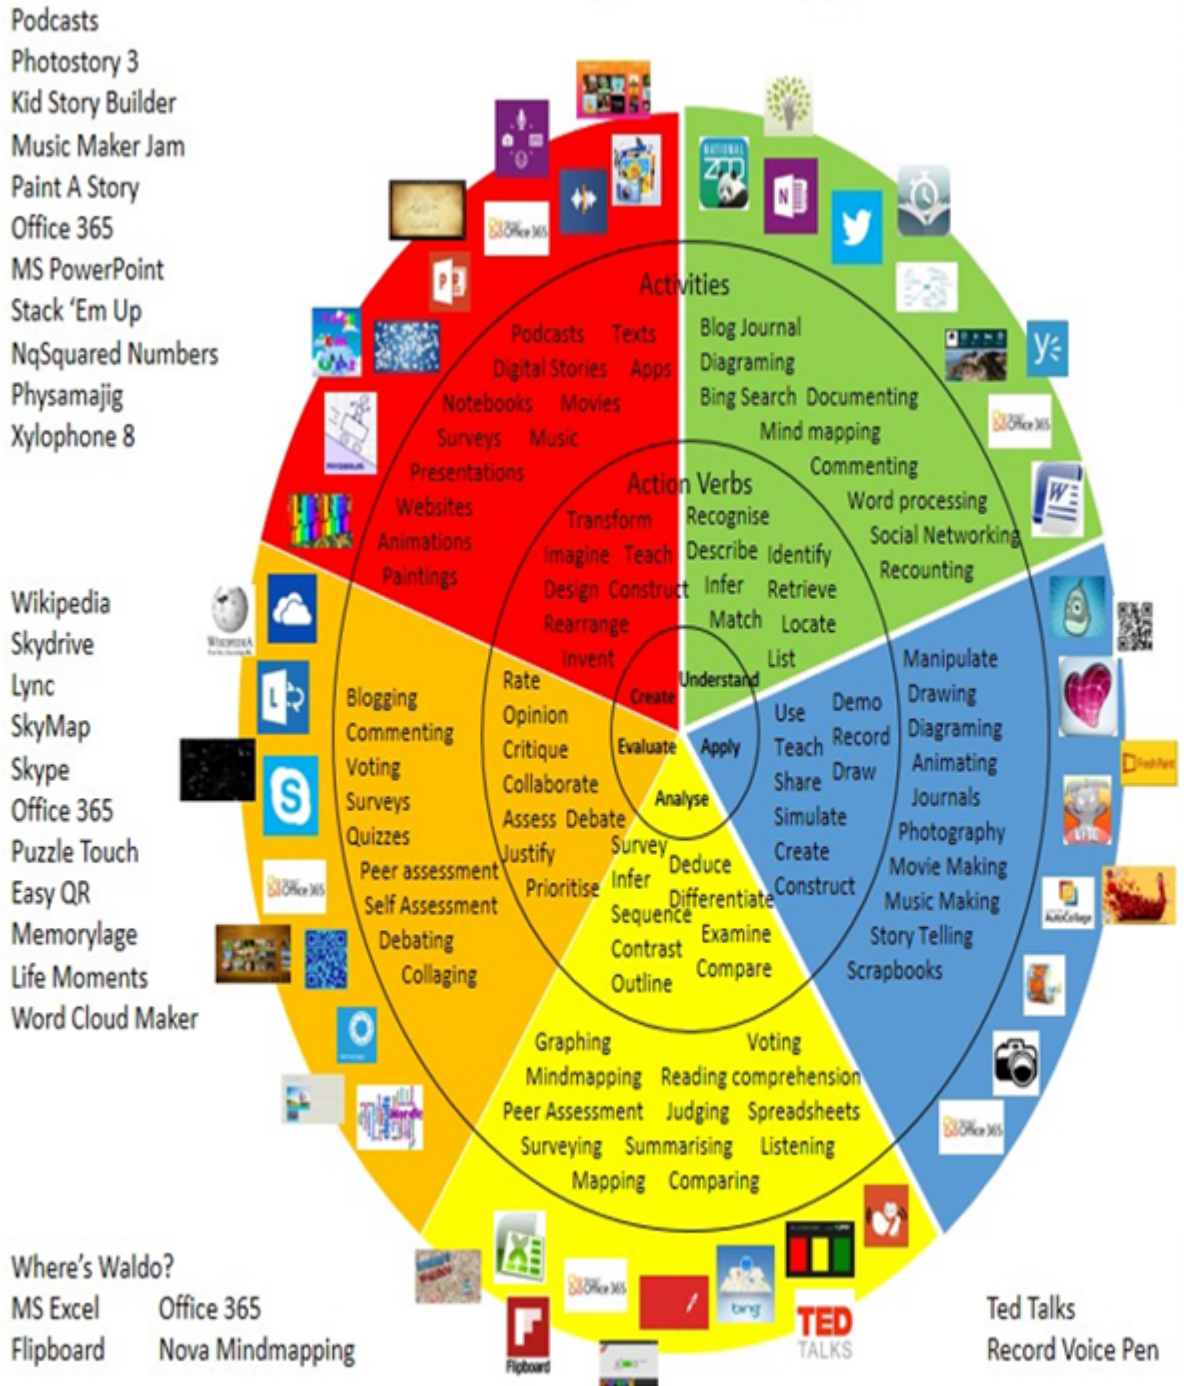 Podcasts
Photostory 3
Kid Story Builder
Music Maker Jam
Paint A Story
Office 365
MS PowerPoint
Stack ‘Em Up
NqSquared Numbers
Physamajig
Xylophone 8
Wikipedia
Skydrive
Lync
SkyMap
Skype
Office 365
Puzzle Touch
Easy QR
Memorylage
Life Moments
Word Cloud Maker
Where’s Waldo?
MS Excel Office 365
Flipboard Nova Mindmapping
Ted Talks
Record Voice Pen
Activities
Podcasts Texts
Digital Stories Apps
Notebooks Movies
Surveys Music
Presentations
Websites
Animations
Paintings
Blog Journal
Diagraming
Bing Search Documenting
Mind mapping
Commenting
Word processing
Social Networking
Recounting
Action Verbs
Transform
Imagine Teach
Design Construct
Rearrange
Invent
Recognise
Describe Identify
Infer Retrieve
Match Locate
List
Create
Understand
Evaluate
Apply
Analyse
Blogging
Commenting
Voting
Surveys
Quizzes
Peer assessment
Self Assessment
Debating
Collaging
Rate
Opinion
Critique
Collaborate
Assess Debate
Justify
Prioritise
Use Demo
Teach Record
Share Draw
Simulate
Create
Construct
Manipulate
Drawing
Diagraming
Animating
Journals
Photography
Movie Making
Music Making
Story Telling
Scrapbooks
Survey Deduce
Infer Differentiate
Sequence
Contrast Examine
Outline Compare
Graphing Voting
Mindmapping Reading comprehension
Peer Assessment Judging Spreadsheets
Surveying Summarising Listening
Mapping Comparing
NATIONAL
ZOO
N
Office 365
P
y
Office 365
W
WIKIPEDIA
L
S
Office 365
Wordle
FreshPaint
AutoCollage
Office 365
X
Office 365
Flipboard
bing
TED
TALKS